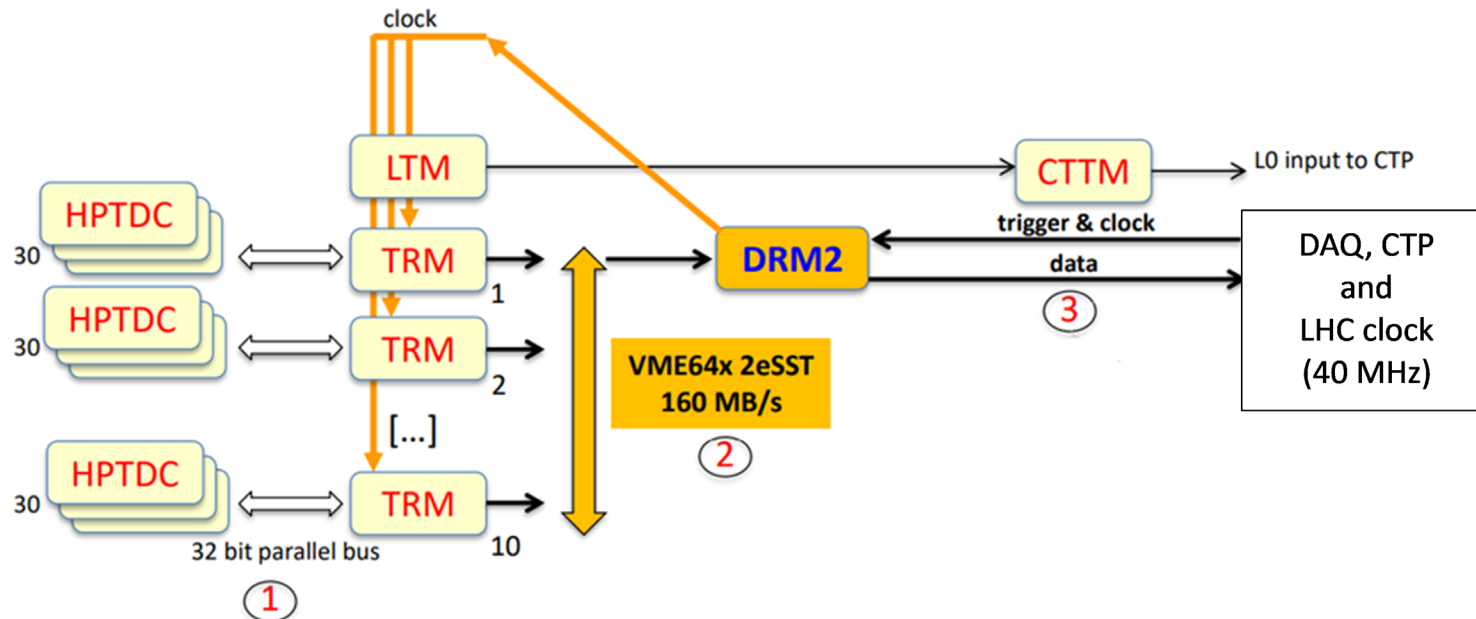 clock
LTM
CTTM
L0 input to CTP
HPTDC
30
TRM
1
DRM2
trigger & clock
data
3
DAQ, CTP
and
LHC clock
(40 MHz)
HPTDC
30
TRM
2
VME64x 2eSST
160 MB/s
2
[...]
HPTDC
30
TRM
10
32 bit parallel bus
1